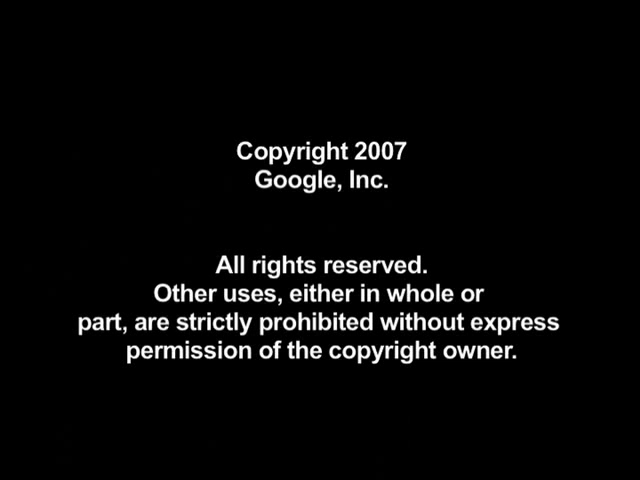 Copyright 2007
Google, Inc.
All rights reserved.
Other uses, either in whole or
part, are strictly prohibited without express
permission of the copyright owner.